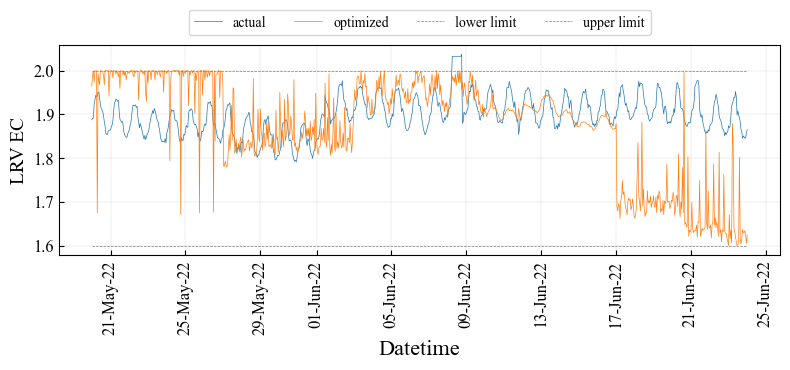 actual optimized lower limit upper limit
LRV EC
2.0
1.9
1.8
1.7
1.6
21-May-22 25-May-22 29-May-22 01-Jun-22 05-Jun-22 09-Jun-22 13-Jun-22 17-Jun-22 21-Jun-22 25-Jun-22
Datetime